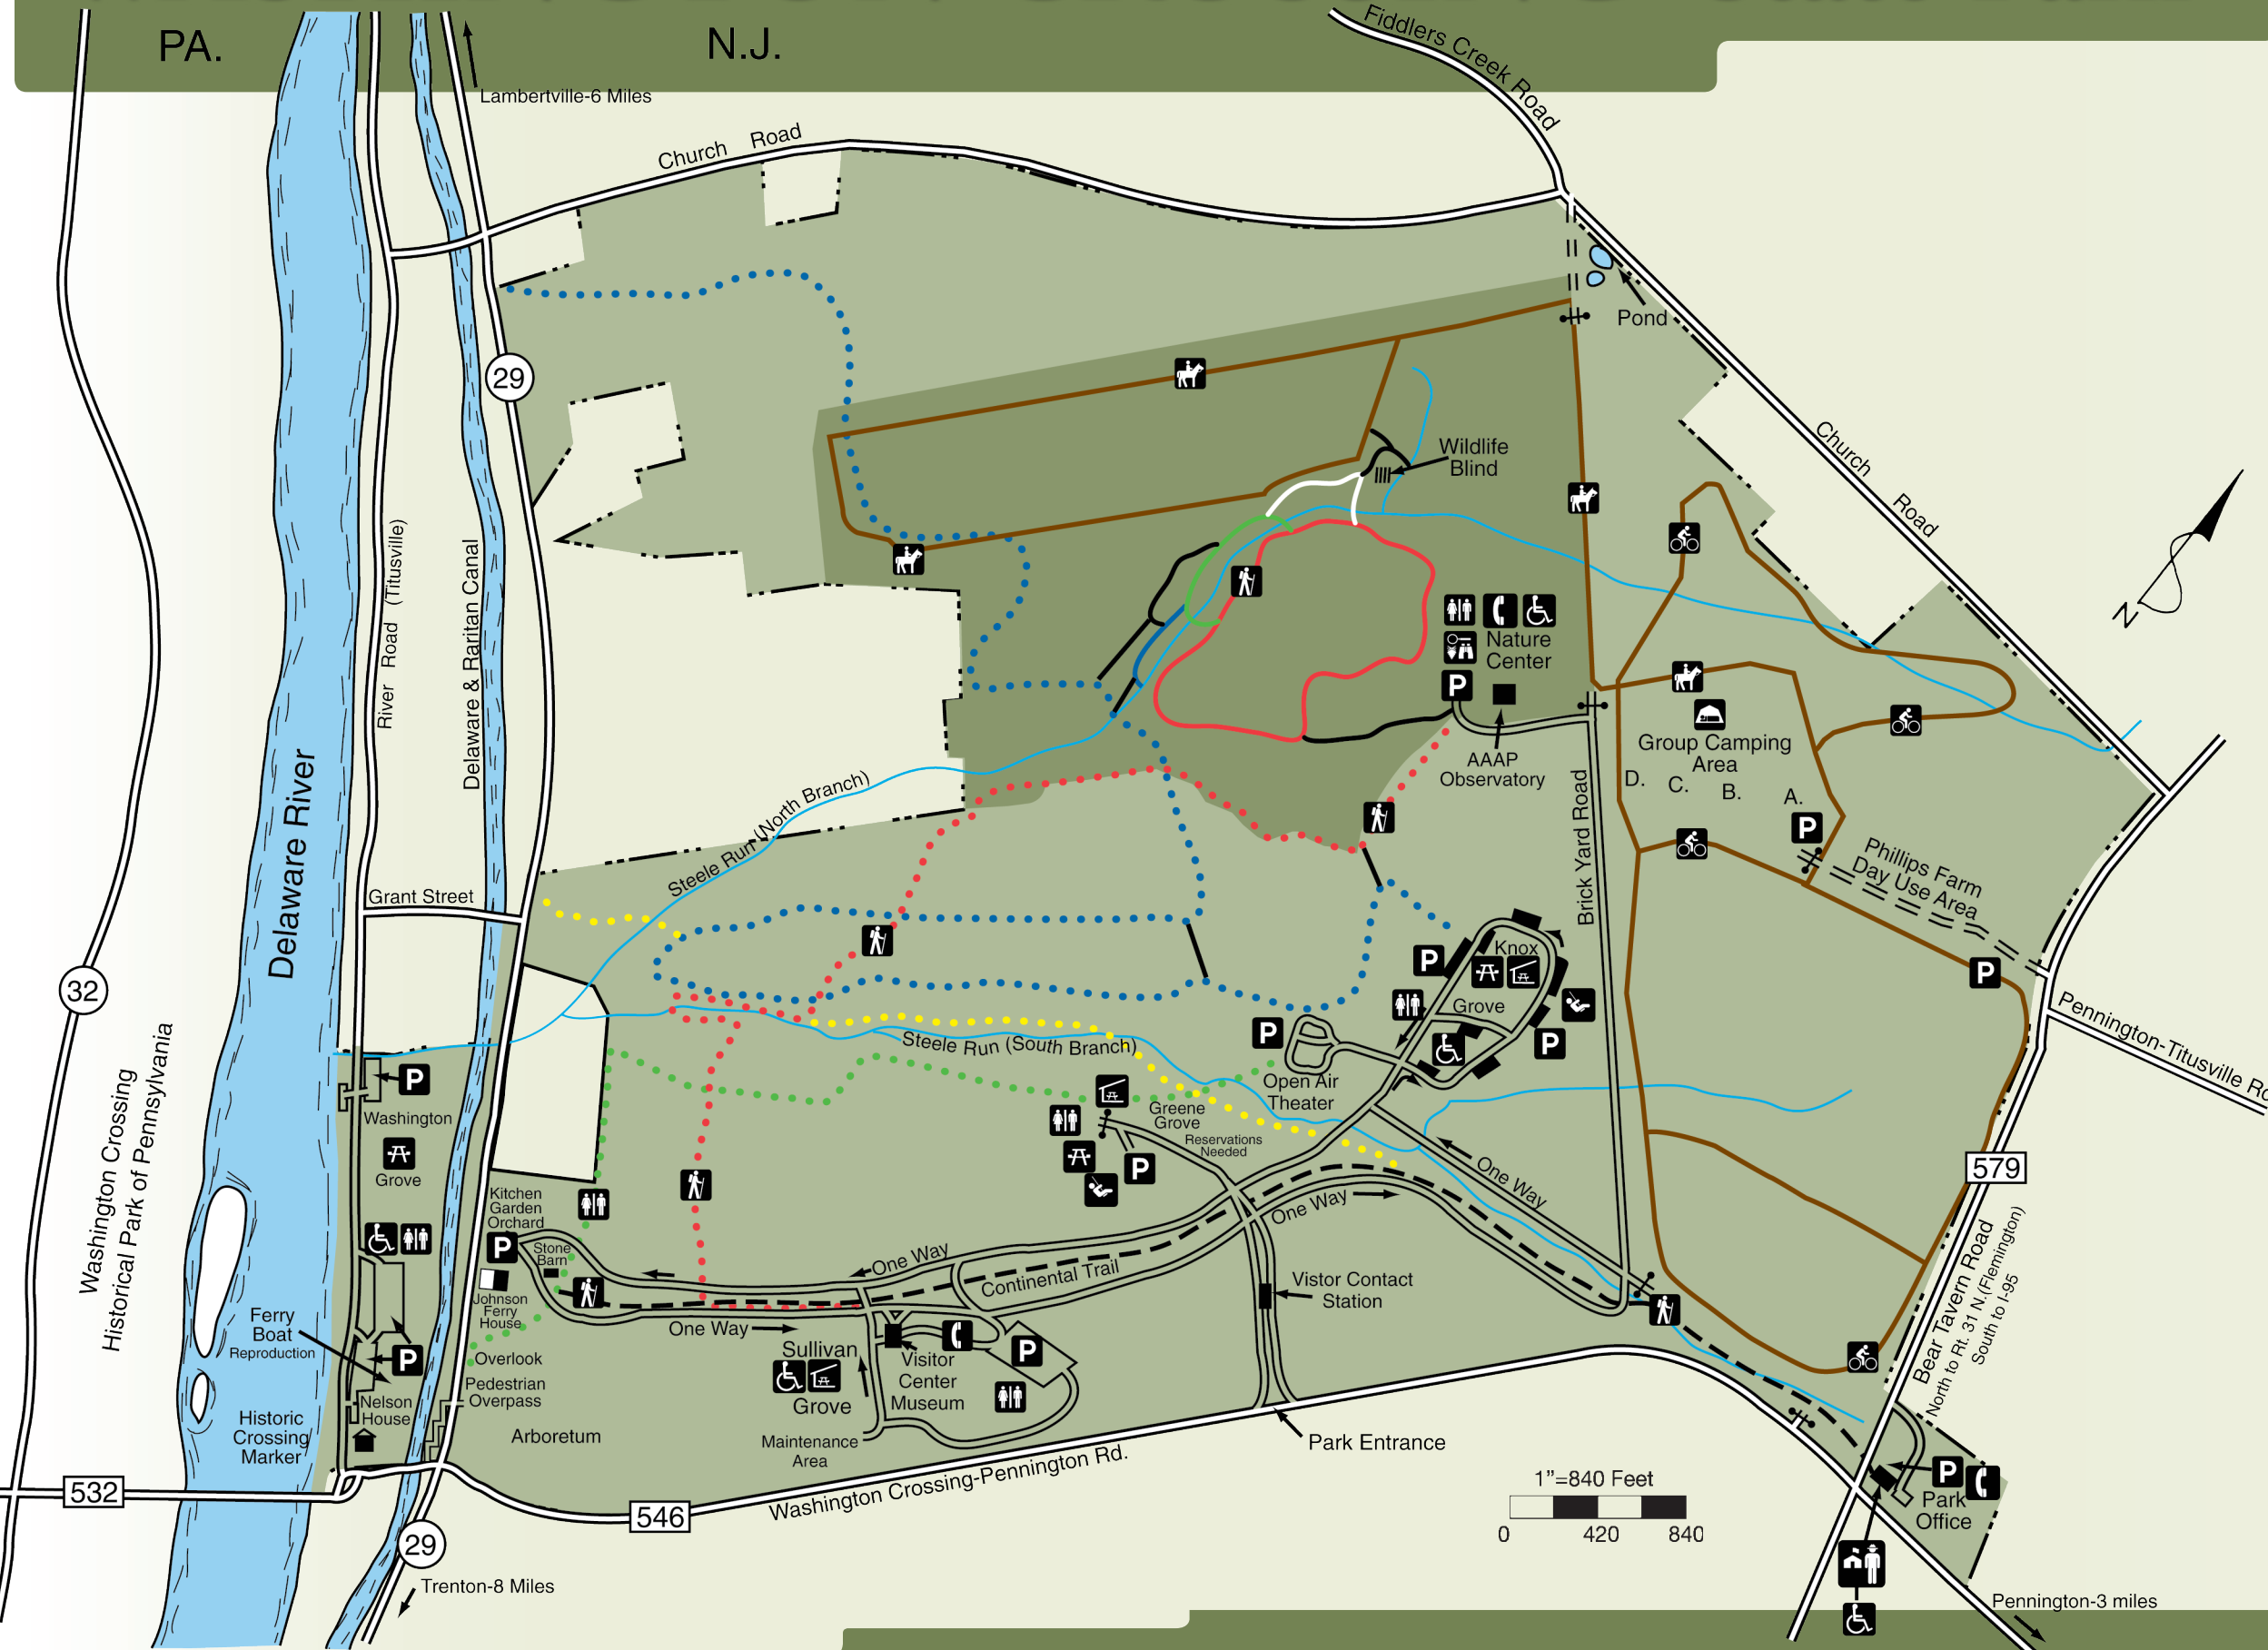 PA.
N.J.
Fiddlers Creek Road
Lambertville-6 Miles
Church Road
29
Pond
Wildlife
Blind
Church Road
River Road (Titusville)
Delaware & Raritan Canal
N
Nature
Center
P
AAAP
Observatory
Group Camping
Area
D. C. B. A.
P
Brick Yard Road
Phillips Farm
Day Use Area
P
Delaware River
Steele Run (North Branch)
Grant Street
32
Washington Crossing
Historical Park of Pennsylvania
Knox
Grove
P
P
P
Pennington-Titusville Ro
Steele Run (South Branch)
Open Air
Theater
P
Washington
Grove
Greene
Grove
Reservations
Needed
P
One Way
One Way
579
Kitchen
Garden
Orchard
P
Stone
Barn
Johnson
Ferry
House
One Way
Continental Trail
Vistor Contact
Station
Bear Tavern Road
North to Rt. 31 N.(Flemington)
South to I-95
Ferry
Boat
Reproduction
P
One Way
Sullivan
Grove
Visitor
Center
Museum
P
Overlook
Pedestrian
Overpass
Nelson
House
Historic
Crossing
Marker
Arboretum
Maintenance
Area
Park Entrance
Washington Crossing-Pennington Rd.
532
546
1”=840 Feet
0 420 840
P
Park
Office
29
Trenton-8 Miles
Pennington-3 miles